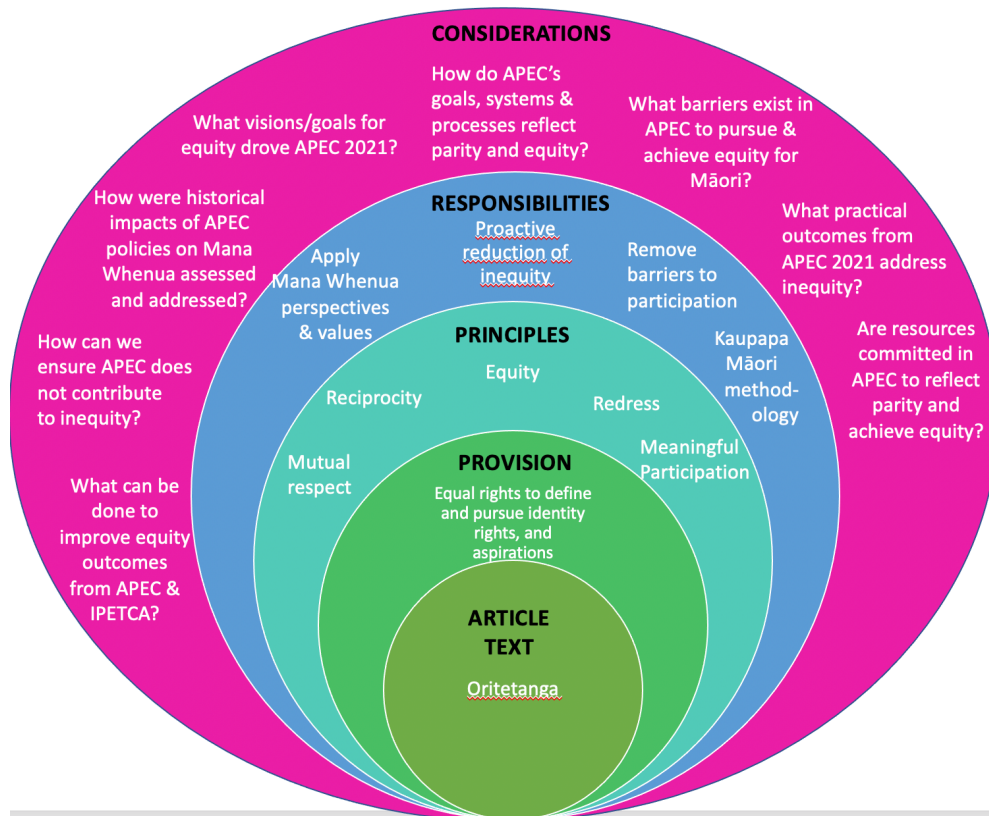 CONSIDERATIONS
How do APEC's
goals, systems &
processes reflect
parity and equity?
What visions/goals for
equity drove APEC 2021?
What barriers exist in
APEC to pursue &
achieve equity for
Māori?
How were historical
impacts of APEC
policies on Mana
Whenua assessed
and addressed?
What practical
outcomes from
APEC 2021 address
inequity?
How can we
ensure APEC does
not contribute
to inequity?
Are resources
committed in
APEC to reflect
parity and
achieve equity?
What can be
done to
improve equity
outcomes
from APEC &
IPETCA?
RESPONSIBILITIES
Proactive
reduction of
inequity
Apply
Mana Whenua
perspectives
& values
Remove
barriers to
participation
Kaupapa
Māori
method-
ology
PRINCIPLES
Equity
Reciprocity
Redress
Mutual
respect
Meaningful
Participation
PROVISION
Equal rights to define
and pursue identity
rights, and
aspirations
ARTICLE
TEXT
Oritetanga